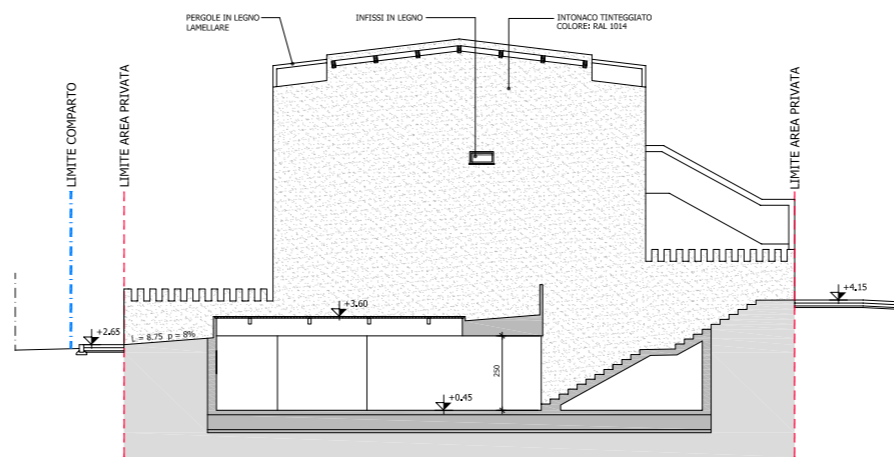 PERGOLE IN LEGNO
LAMELLARE
INFISSI IN LEGNO
INTONACO TINTEGGIATO
COLORE: RAL 1014
LIMITE COMPARTO
LIMITE AREA PRIVATA
LIMITE AREA PRIVATA
+3.60
+4.15
+2.65
L = 8.75 p = 8%
250
+0.45